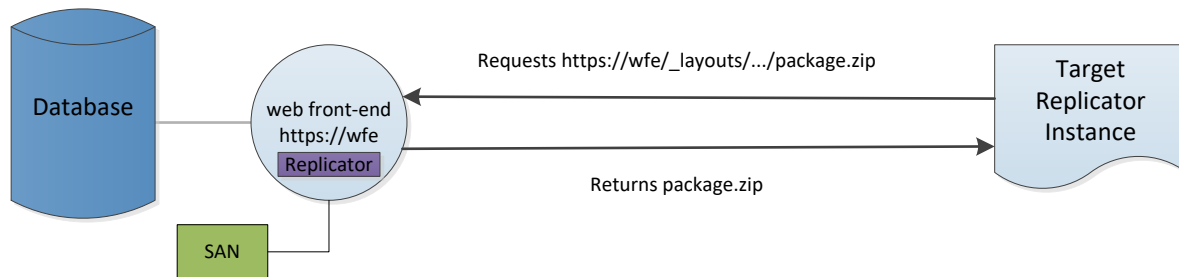 Database
web front-end
https://wfe
Replicator
SAN
Requests https://wfe/_layouts/.../package.zip
Returns package.zip
Target
Replicator
Instance